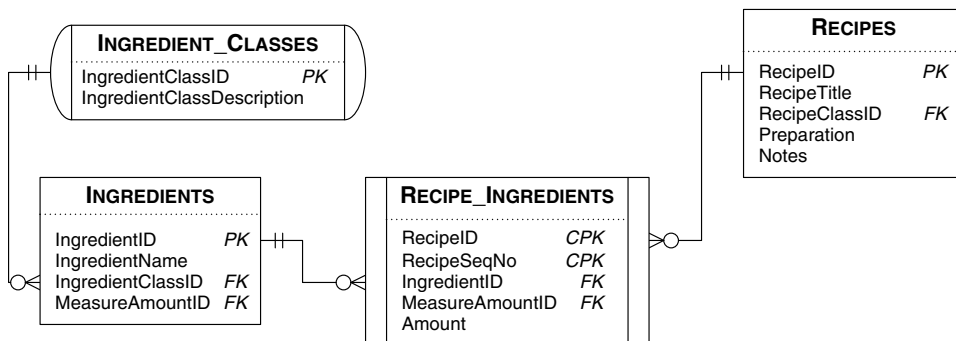 INGREDIENT_CLASSES
IngredientClassID PK
IngredientClassDescription
RECIPES
RecipeID PK
RecipeTitle
RecipeClassID FK
Preparation
Notes
INGREDIENTS
IngredientID PK
IngredientName
IngredientClassID FK
MeasureAmountID FK
RECIPE_INGREDIENTS
RecipeID CPK
RecipeSeqNo CPK
IngredientID FK
MeasureAmountID FK
Amount